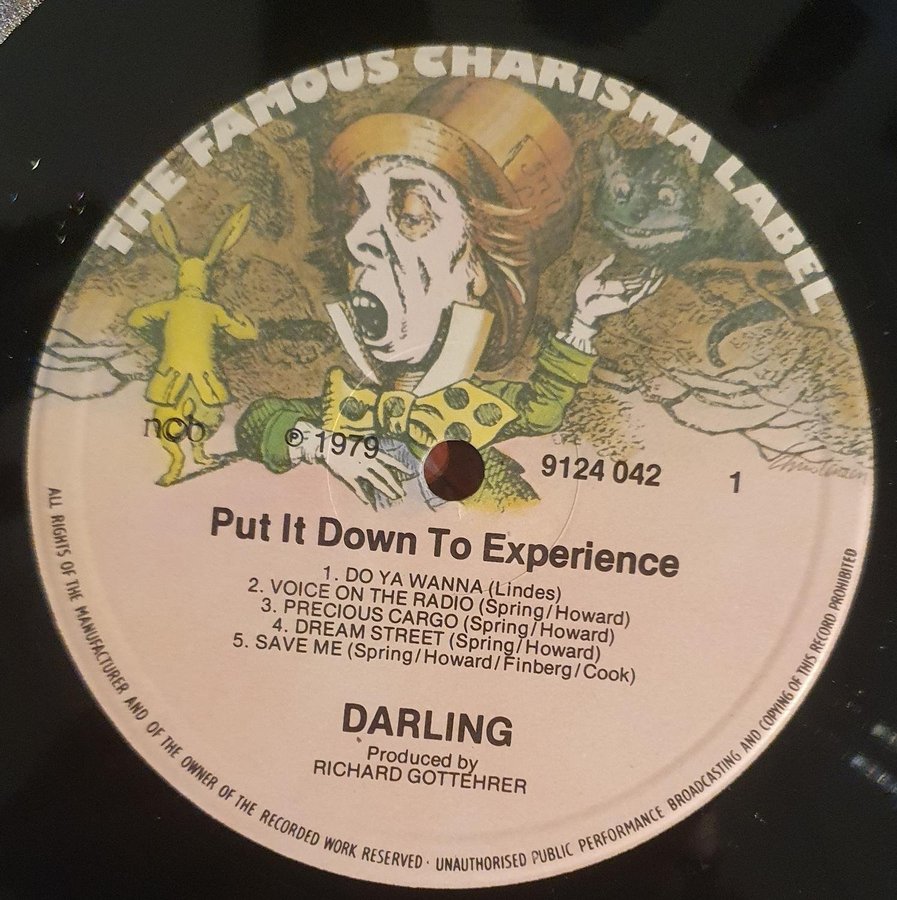 THE FAMOUS CHARISMA LABEL
ncb
℗ 1979
9124 042
1
Put It Down To Experience
1. DO YA WANNA (Lindes)
2. VOICE ON THE RADIO (Spring/Howard)
3. PRECIOUS CARGO (Spring/Howard)
4. DREAM STREET (Spring/Howard)
5. SAVE ME (Spring/Howard/Finberg/Cook)
DARLING
Produced by
RICHARD GOTTEHRER
ALL RIGHTS OF THE MANUFACTURER AND OF THE OWNER OF THE RECORDED WORK RESERVED · UNAUTHORISED PUBLIC PERFORMANCE BROADCASTING AND COPYING OF THIS RECORD PROHIBITED